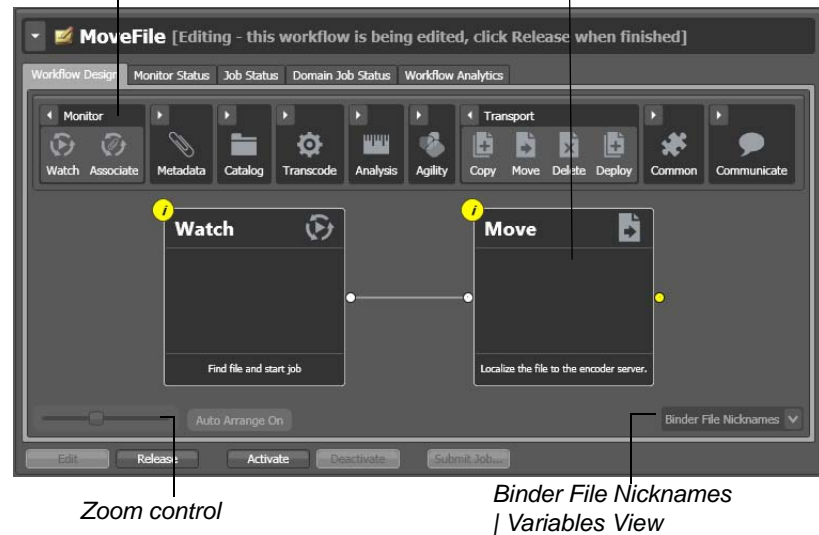 MoveFile [Editing - this workflow is being edited, click Release when finished]
Workflow Design Monitor Status Job Status Domain Job Status Workflow Analytics
Monitor Transport
Watch Associate Metadata Catalog Transcode Analysis Agility Copy Move Delete Deploy Common Communicate
i Watch
Find file and start job
i Move
Localize the file to the encoder server.
Auto Arrange On
Binder File Nicknames
Edit Release Activate Deactivate Submit Job...
Zoom control
Binder File Nicknames
| Variables View